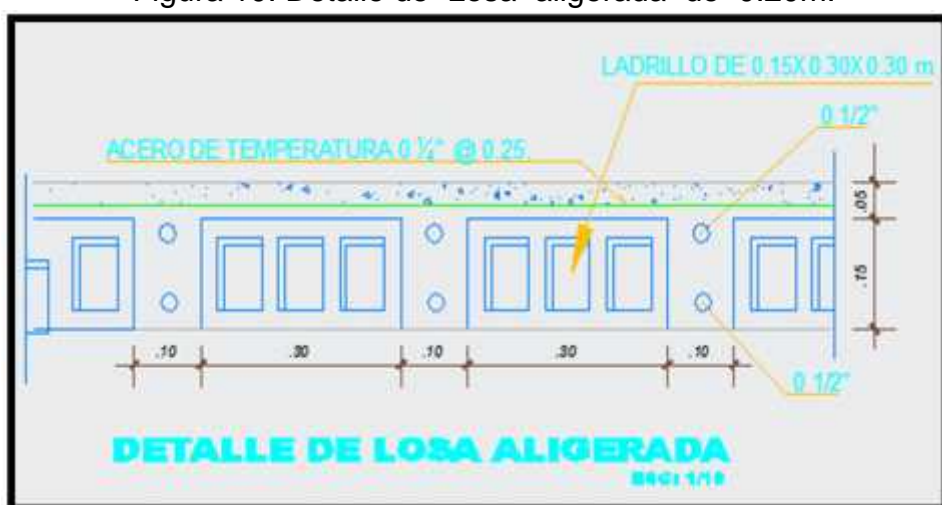 Figura 10. Detalle de Losa aligerada de 0.20m.
LADRILLO DE 0.15X0.30X0.30 m
0 1/2"
ACERO DE TEMPERATURA 0 ¼" @ 0.25
.05
.15
.10 .30 .10 .30 .10
0 1/2"
DETALLE DE LOSA ALIGERADA